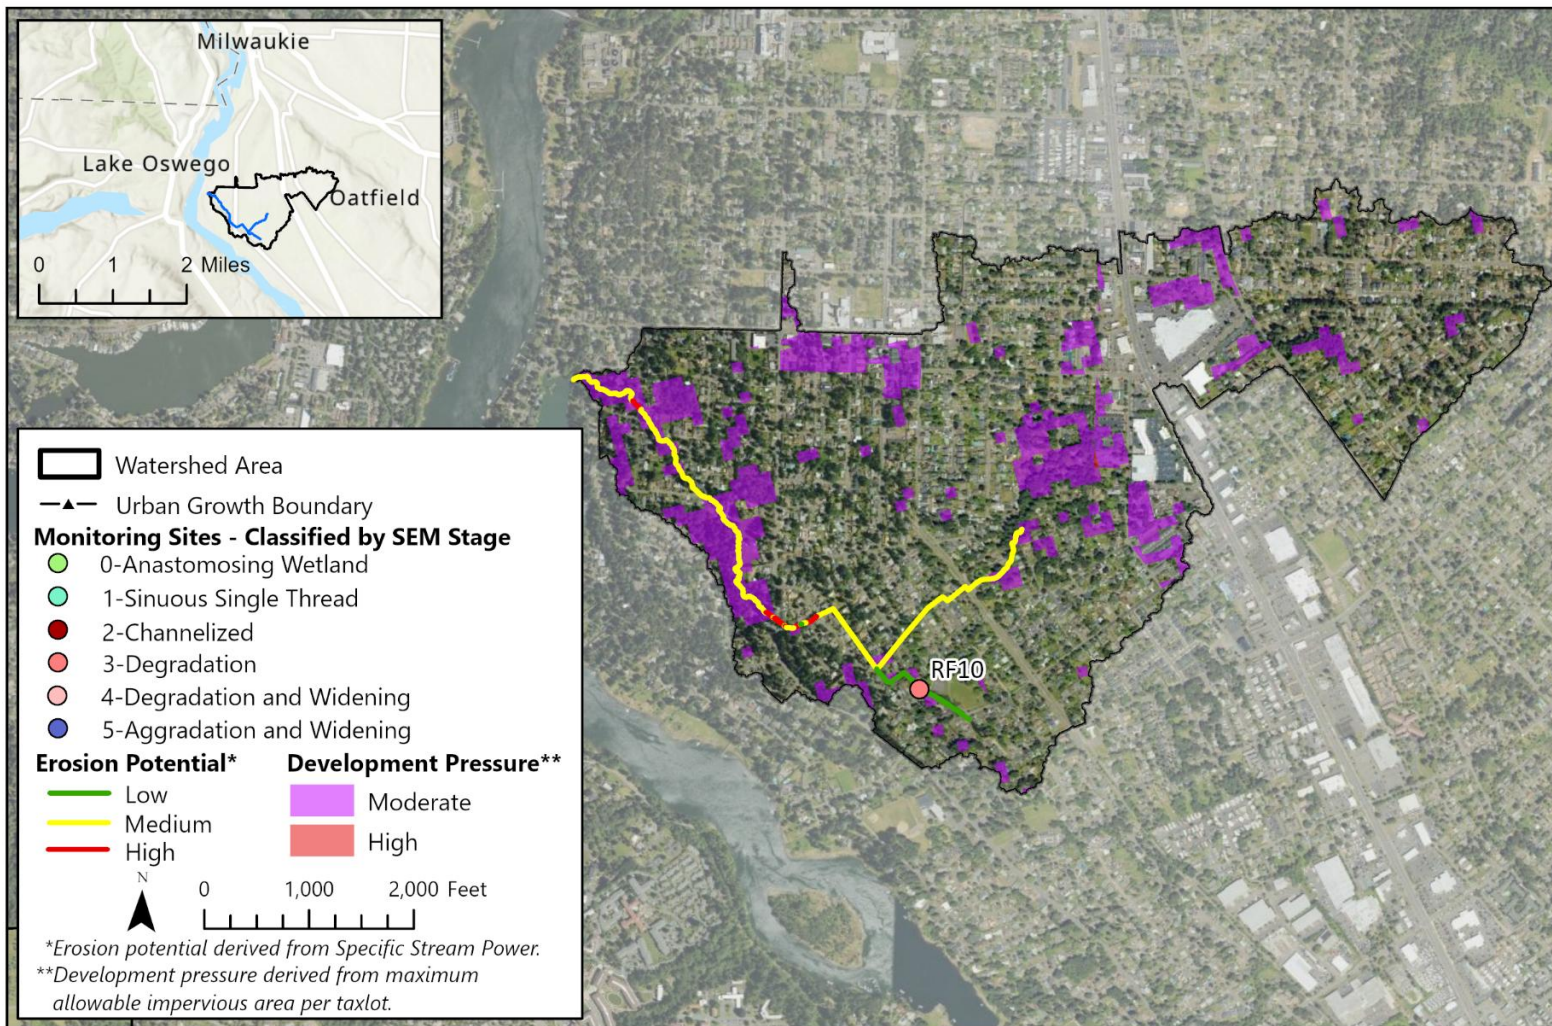 Milwaukie
Lake Oswego
Oatfield
0 1 2 Miles
RF10
Watershed Area
Urban Growth Boundary
Monitoring Sites - Classified by SEM Stage
0-Anastomosing Wetland
1-Sinuous Single Thread
2-Channelized
3-Degradation
4-Degradation and Widening
5-Aggradation and Widening
Erosion Potential* Development Pressure**
Low
Moderate
Medium
High
High
N
0 1,000 2,000 Feet
*Erosion potential derived from Specific Stream Power.
**Development pressure derived from maximum
allowable impervious area per taxlot.